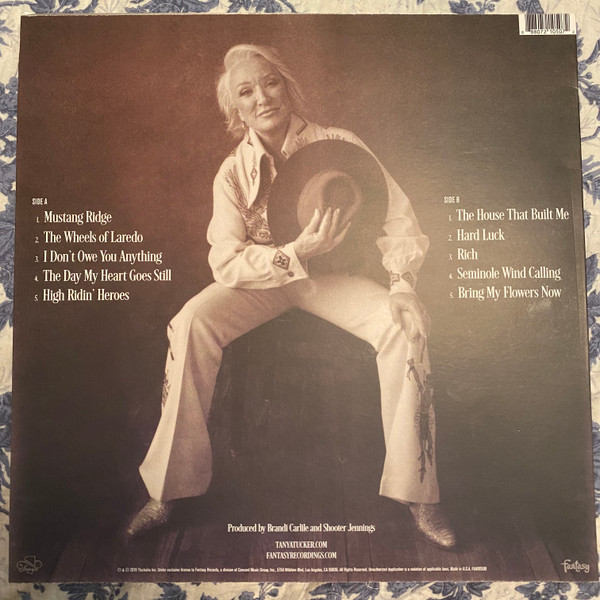 SIDE A
1. Mustang Ridge
2. The Wheels of Laredo
3. I Don't Owe You Anything
4. The Day My Heart Goes Still
5. High Ridin' Heroes
SIDE B
1. The House That Built Me
2. Hard Luck
3. Rich
4. Seminole Wind Calling
5. Bring My Flowers Now
Produced by Brandi Carlile and Shooter Jennings
TANYATUCKER.COM
FANTASYRECORDINGS.COM
Fantasy